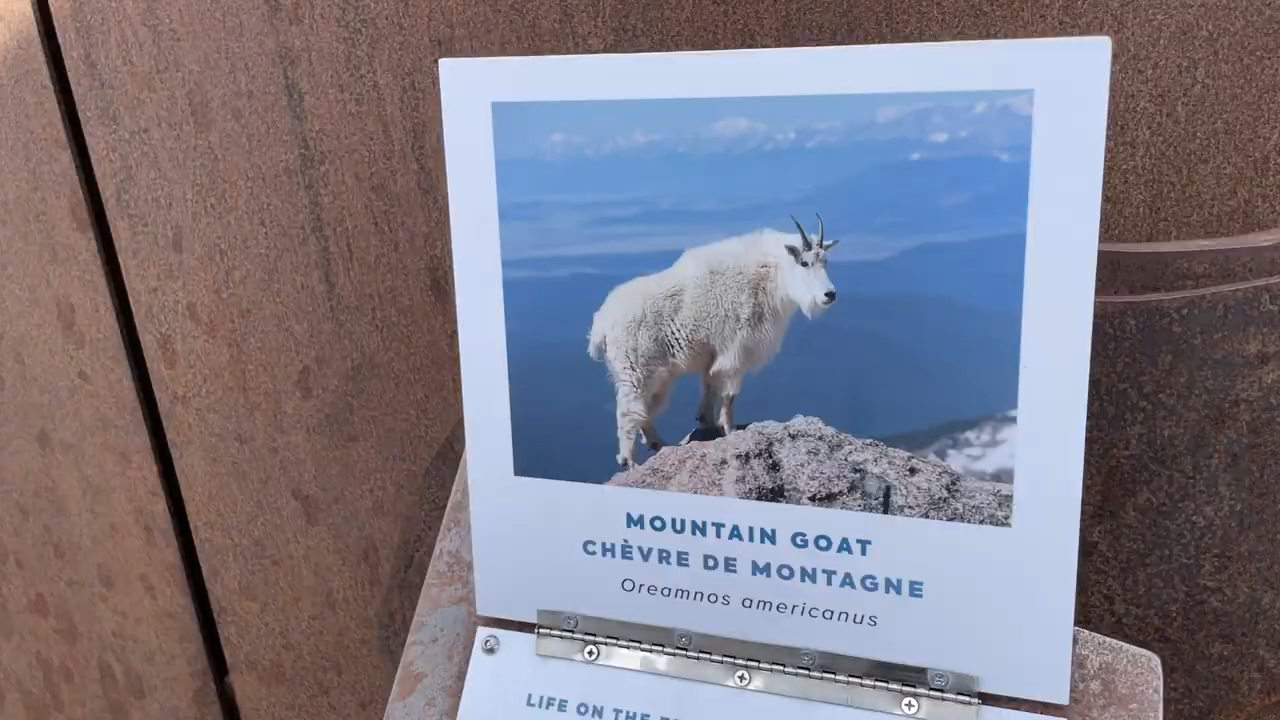 MOUNTAIN GOAT
CHÈVRE DE MONTAGNE
Oreamnos americanus
LIFE ON THE